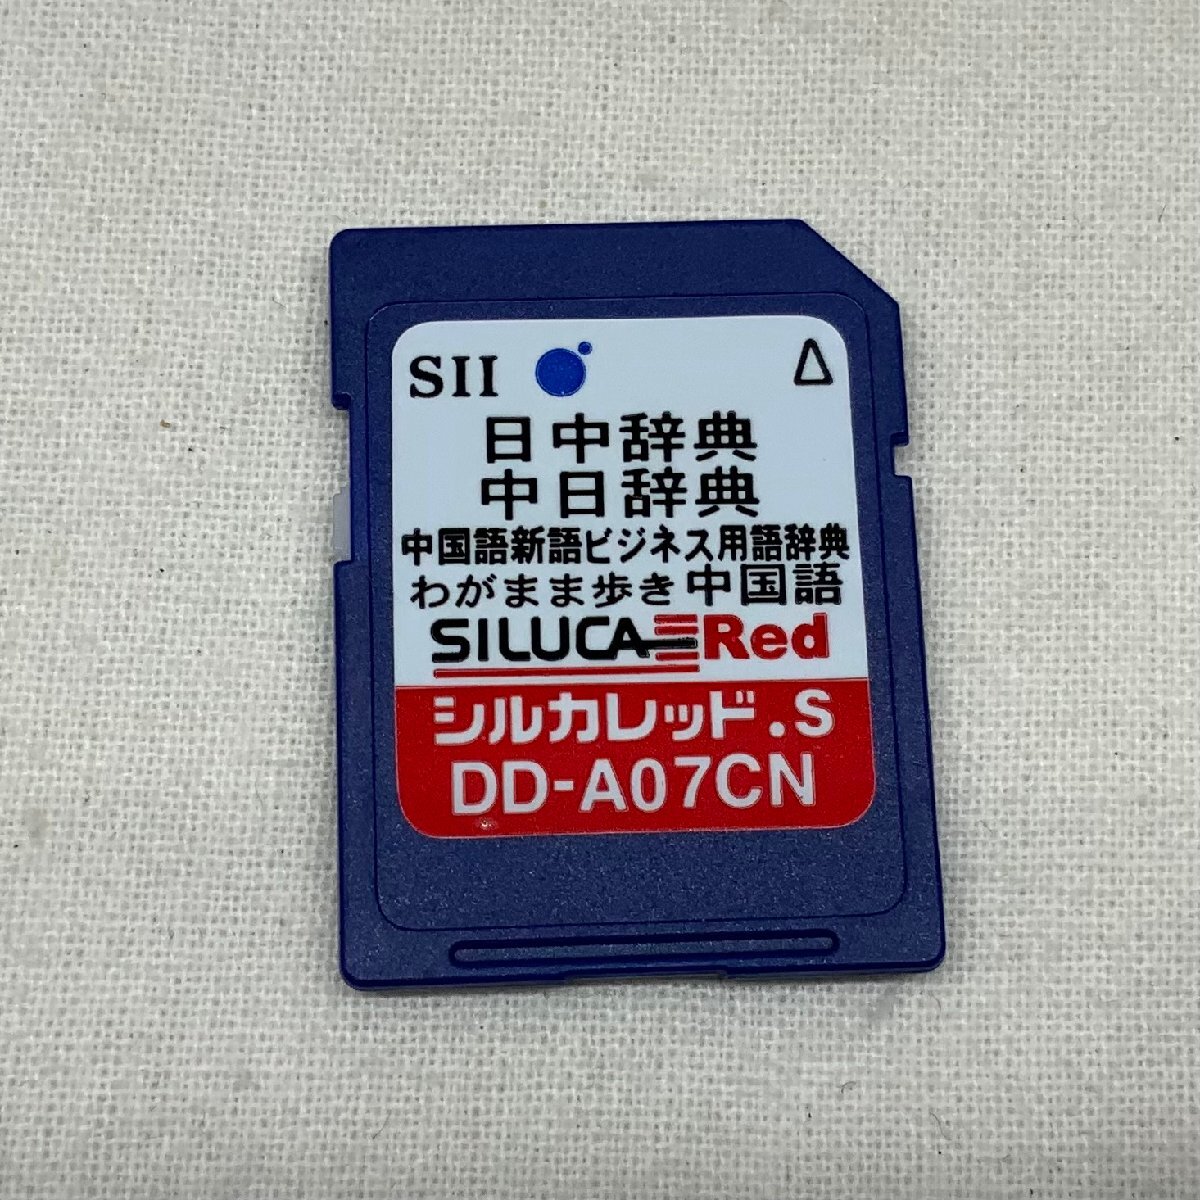 SII
日中辞典
中日辞典
中国語新語ビジネス用語辞典
わがまま歩き中国語
SILUCA Red
シルカレッド.S
DD-A07CN